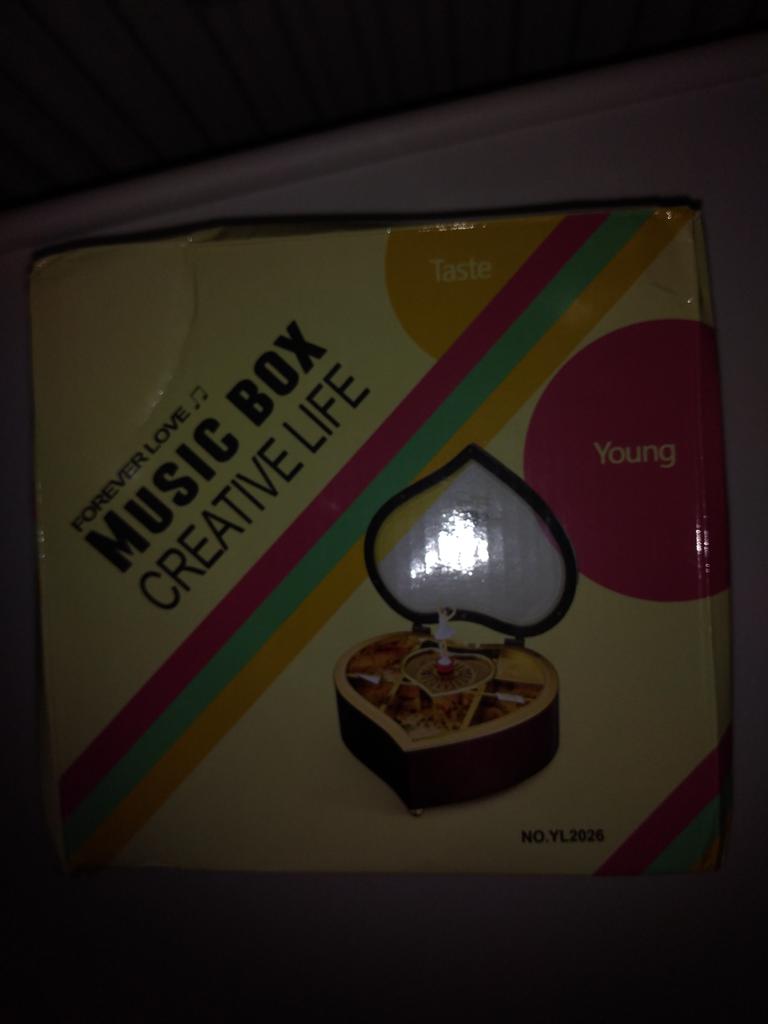 Taste
FOREVER LOVE ♫
MUSIC BOX
CREATIVE LIFE
Young
NO.YL2026